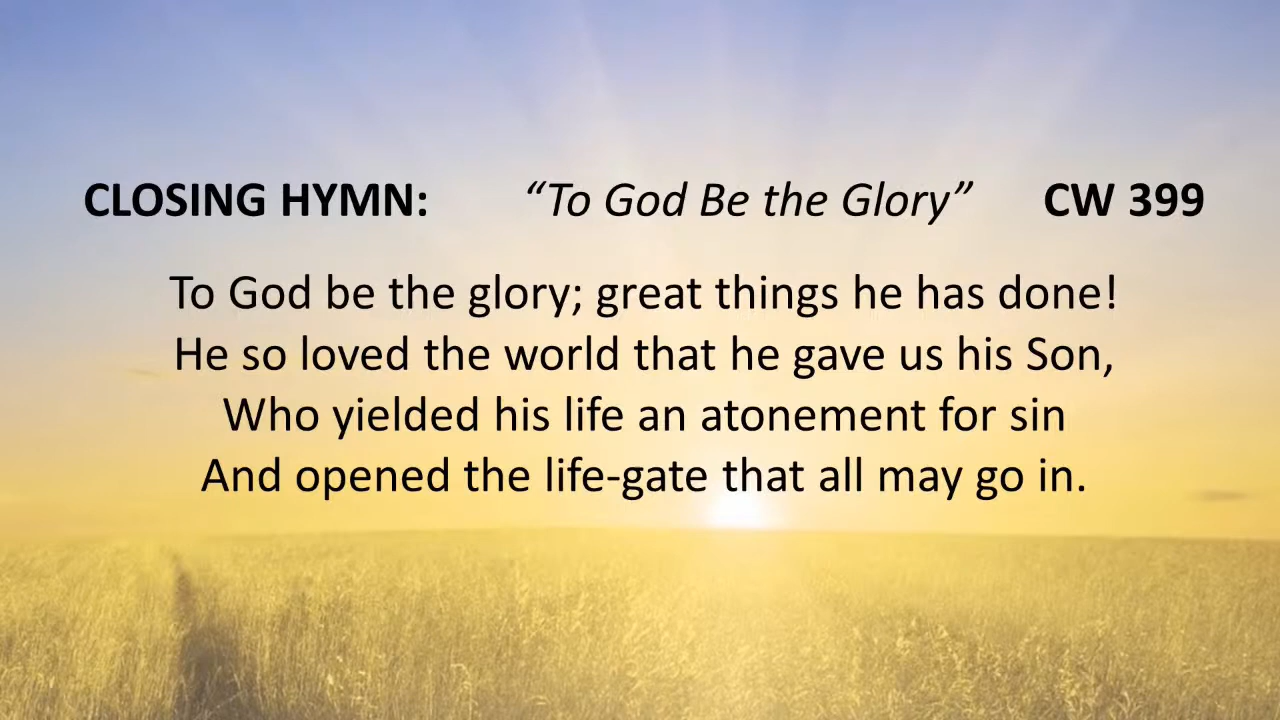 CLOSING HYMN: “To God Be the Glory” CW 399
To God be the glory; great things he has done!
He so loved the world that he gave us his Son,
Who yielded his life an atonement for sin
And opened the life-gate that all may go in.